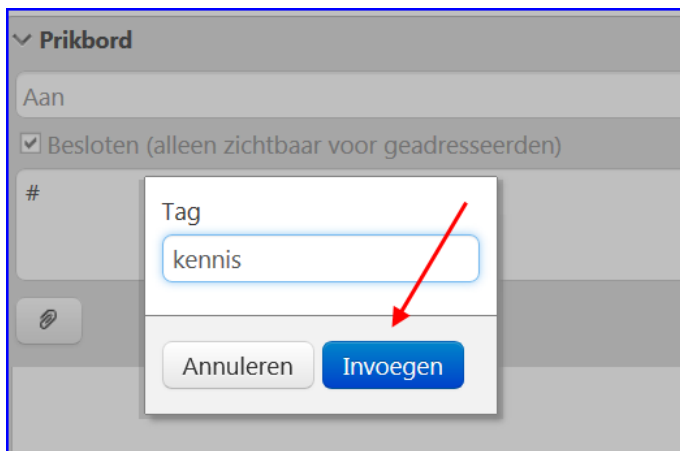 Prikbord
Aan
Besloten (alleen zichtbaar voor geadresseerden)
#
Tag
kennis
Annuleren Invoegen